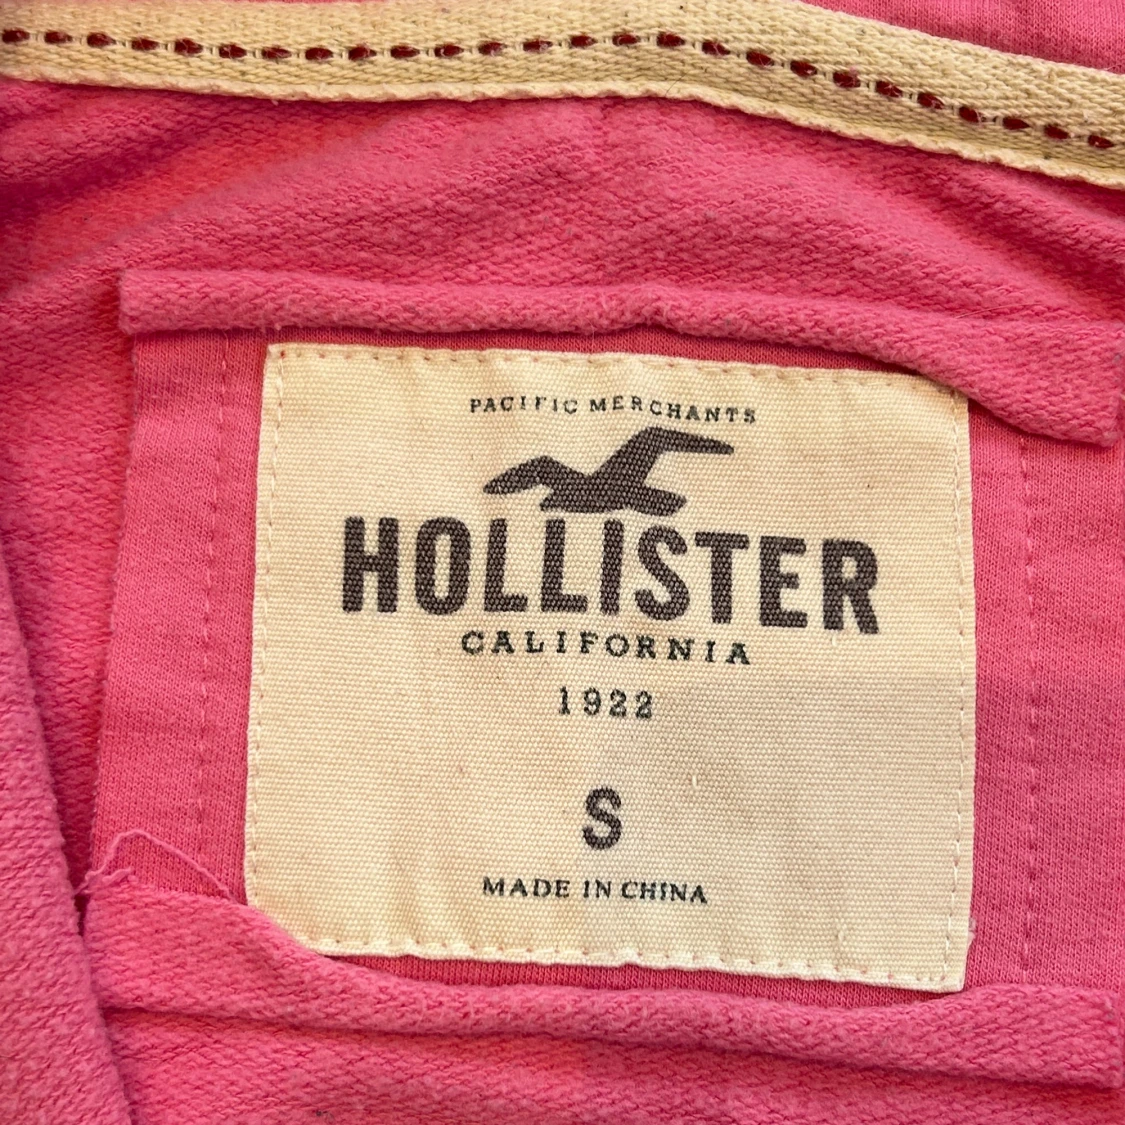 PACIFIC MERCHANTS
HOLLISTER
CALIFORNIA
1922
S
MADE IN CHINA